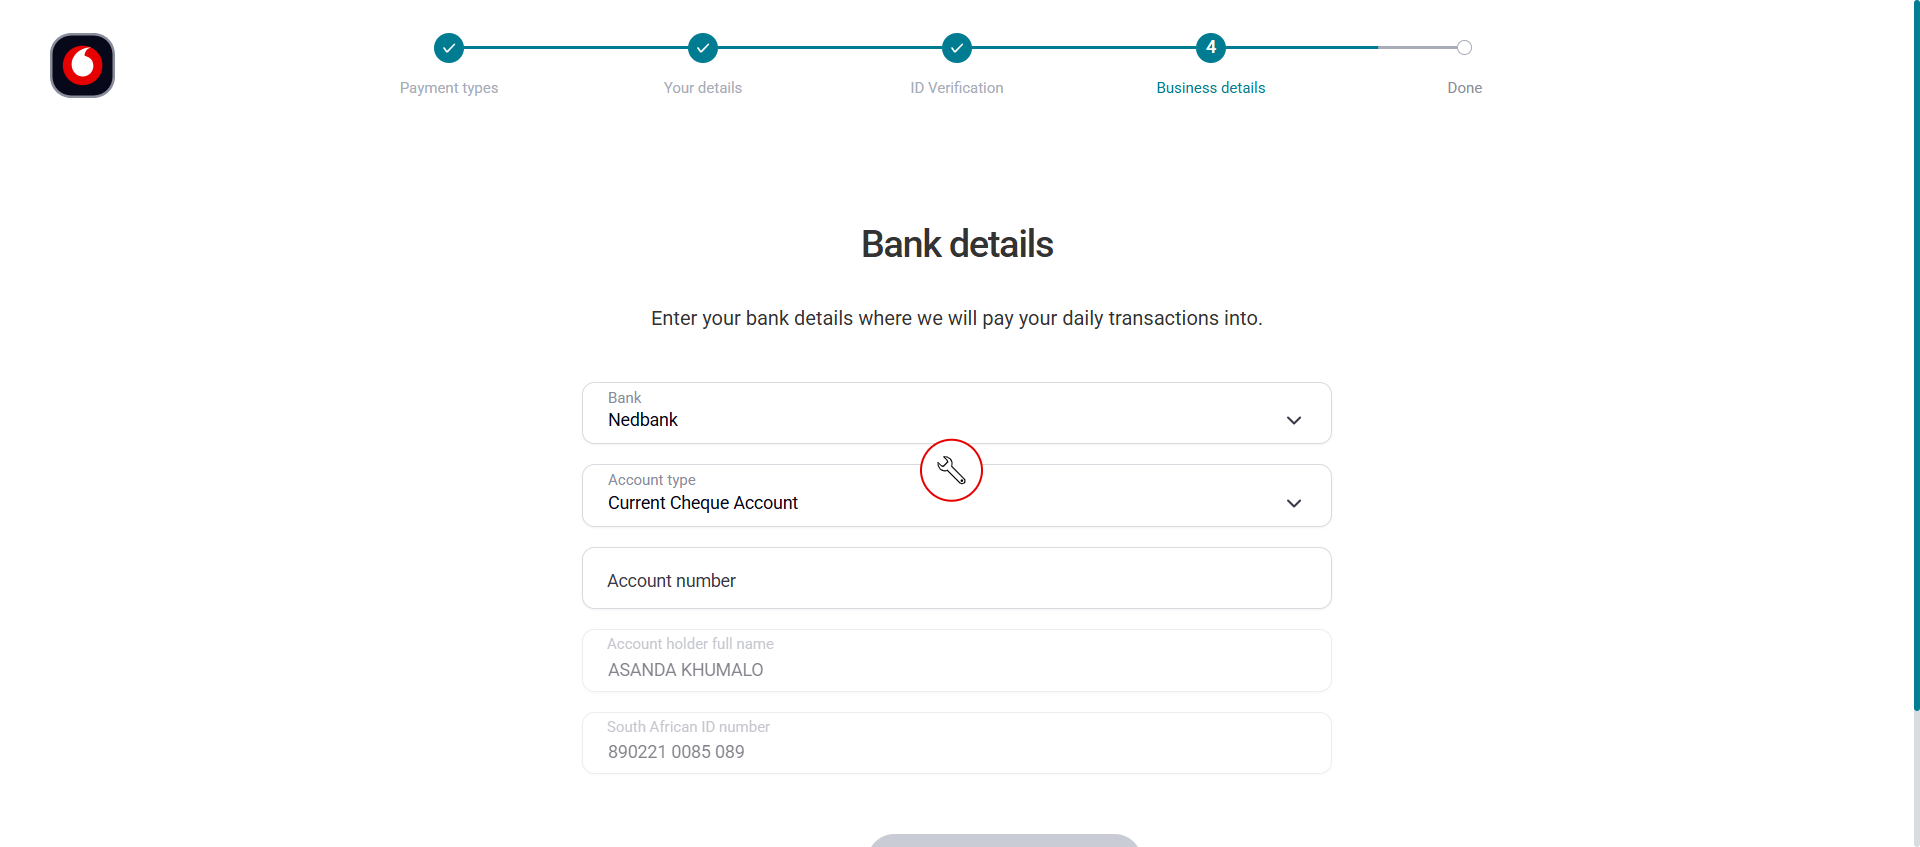 4
Payment types
Your details
ID Verification
Business details
Done
Bank details
Enter your bank details where we will pay your daily transactions into.
Bank
Nedbank
Account type
Current Cheque Account
Account number
Account holder full name
ASANDA KHUMALO
South African ID number
890221 0085 089